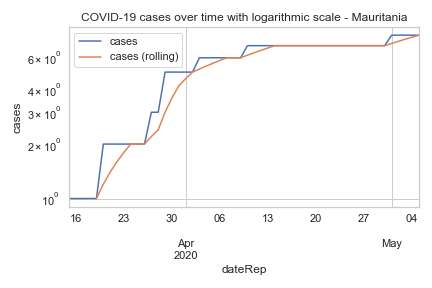 COVID-19 cases over time with logarithmic scale - Mauritania
cases
cases (rolling)
6 × 10⁰
4 × 10⁰
3 × 10⁰
2 × 10⁰
10⁰
cases
16 23 30 06 13 20 27 04
Apr May
2020
dateRep